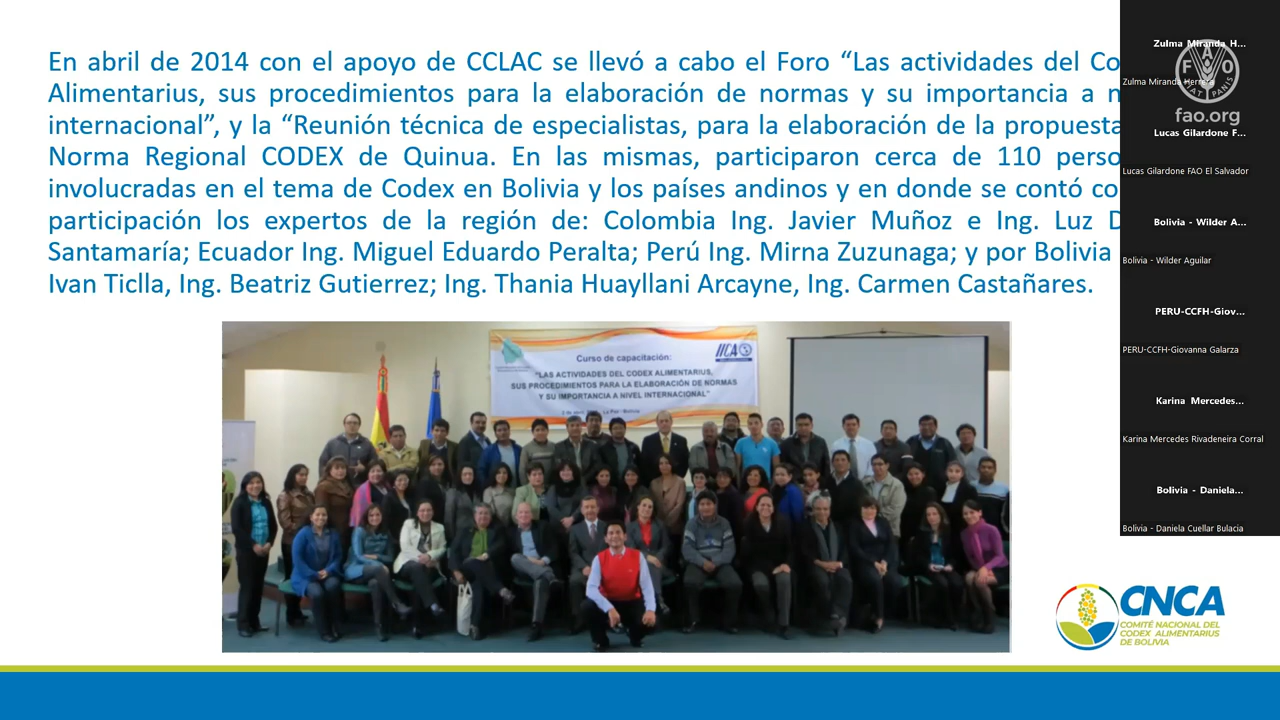 En abril de 2014 con el apoyo de CCLAC se llevó a cabo el Foro “Las actividades del Co
Alimentarius, sus procedimientos para la elaboración de normas y su importancia a n
internacional”, y la “Reunión técnica de especialistas, para la elaboración de la propuesta
Norma Regional CODEX de Quinua. En las mismas, participaron cerca de 110 perso
involucradas en el tema de Codex en Bolivia y los países andinos y en donde se contó co
participación los expertos de la región de: Colombia Ing. Javier Muñoz e Ing. Luz D
Santamaría; Ecuador Ing. Miguel Eduardo Peralta; Perú Ing. Mirna Zuzunaga; y por Bolivia
Ivan Ticlla, Ing. Beatriz Gutierrez; Ing. Thania Huayllani Arcayne, Ing. Carmen Castañares.
IICA
Curso de capacitación:
“LAS ACTIVIDADES DEL CODEX ALIMENTARIUS,
SUS PROCEDIMIENTOS PARA LA ELABORACIÓN DE NORMAS
Y SU IMPORTANCIA A NIVEL INTERNACIONAL”
La Paz - Bolivia
Zulma Miranda H...
Zulma Miranda Herrera
FAO
FIAT PANIS
fao.org
Lucas Gilardone F...
Lucas Gilardone FAO El Salvador
Bolivia - Wilder A...
Bolivia - Wilder Aguilar
PERU-CCFH-Giov...
PERU-CCFH-Giovanna Galarza
Karina Mercedes...
Karina Mercedes Rivadeneira Corral
Bolivia - Daniela...
Bolivia - Daniela Cuellar Bulacia
CNCA
COMITÉ NACIONAL DEL
CODEX ALIMENTARIUS
DE BOLIVIA